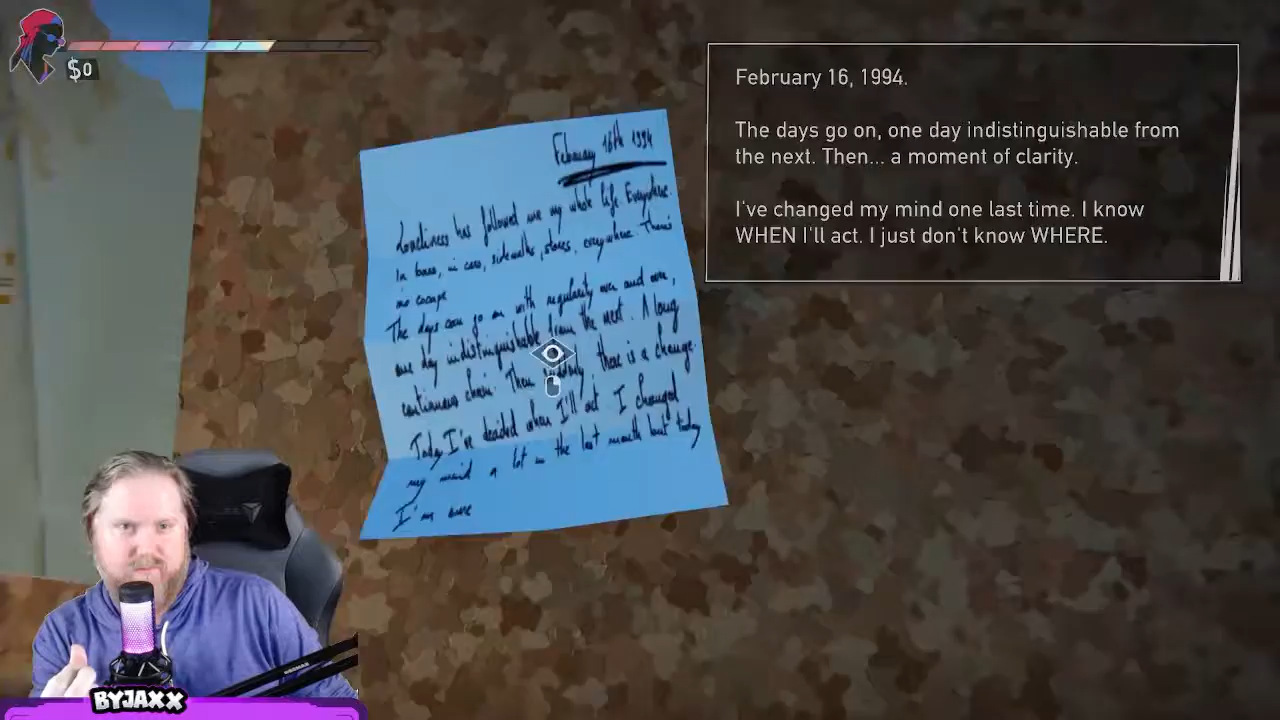 $0
February 16th 1994
Loneliness has followed me my whole life Everywhere
In bars, in cars, sidewalks, stores, everywhere. There's
no escape
The days can go on with regularity over and over,
one day indistinguishable from the next. A long
continuous chain. Then suddenly there is a change.
Today I've decided when I'll act I changed
my mind a lot in the last month but today
I'm sure
February 16, 1994.
The days go on, one day indistinguishable from
the next. Then... a moment of clarity.
I've changed my mind one last time. I know
WHEN I'll act. I just don't know WHERE.
BYJAXX